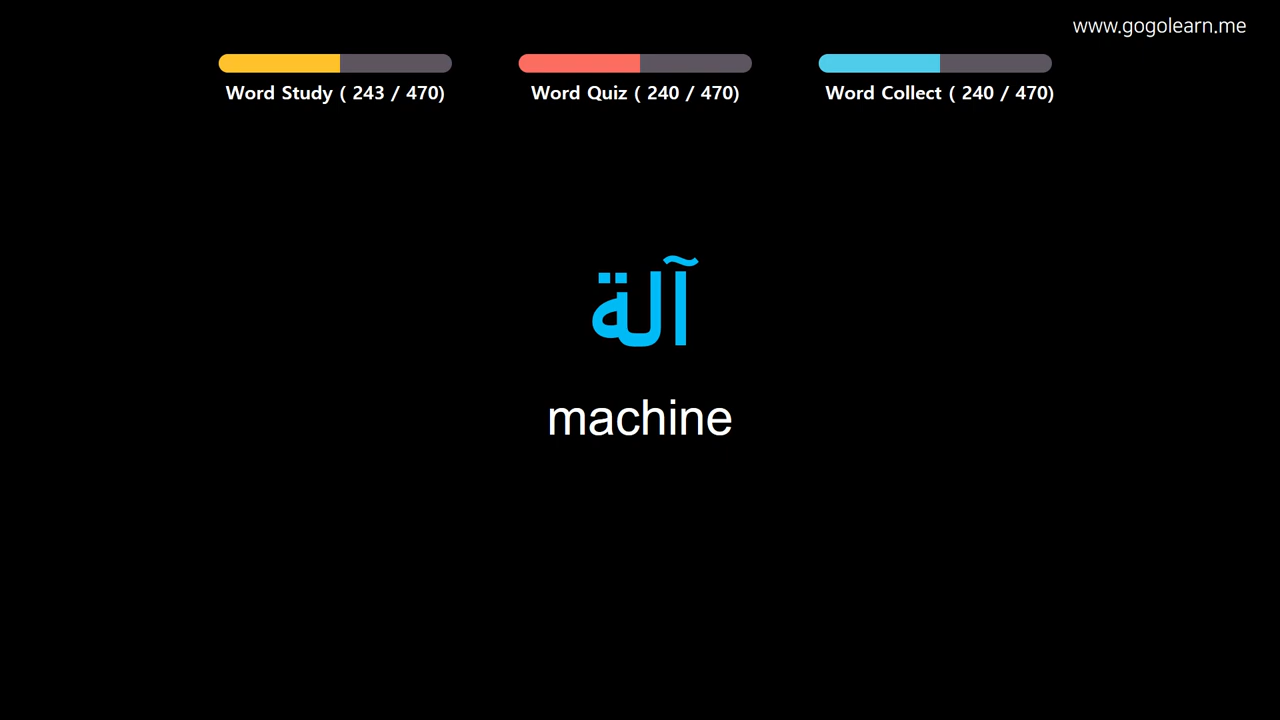 www.gogolearn.me
Word Study ( 243 / 470)
Word Quiz ( 240 / 470)
Word Collect ( 240 / 470)
آلة
machine